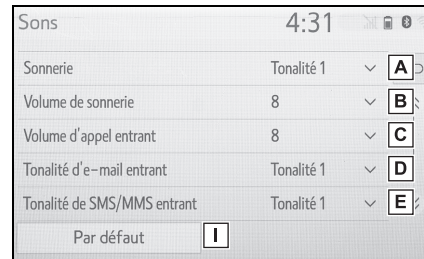 Sons 4:31
Sonnerie Tonalité 1 A
Volume de sonnerie 8 B
Volume d'appel entrant 8 C
Tonalité d'e-mail entrant Tonalité 1 D
Tonalité de SMS/MMS entrant Tonalité 1 E
Par défaut I